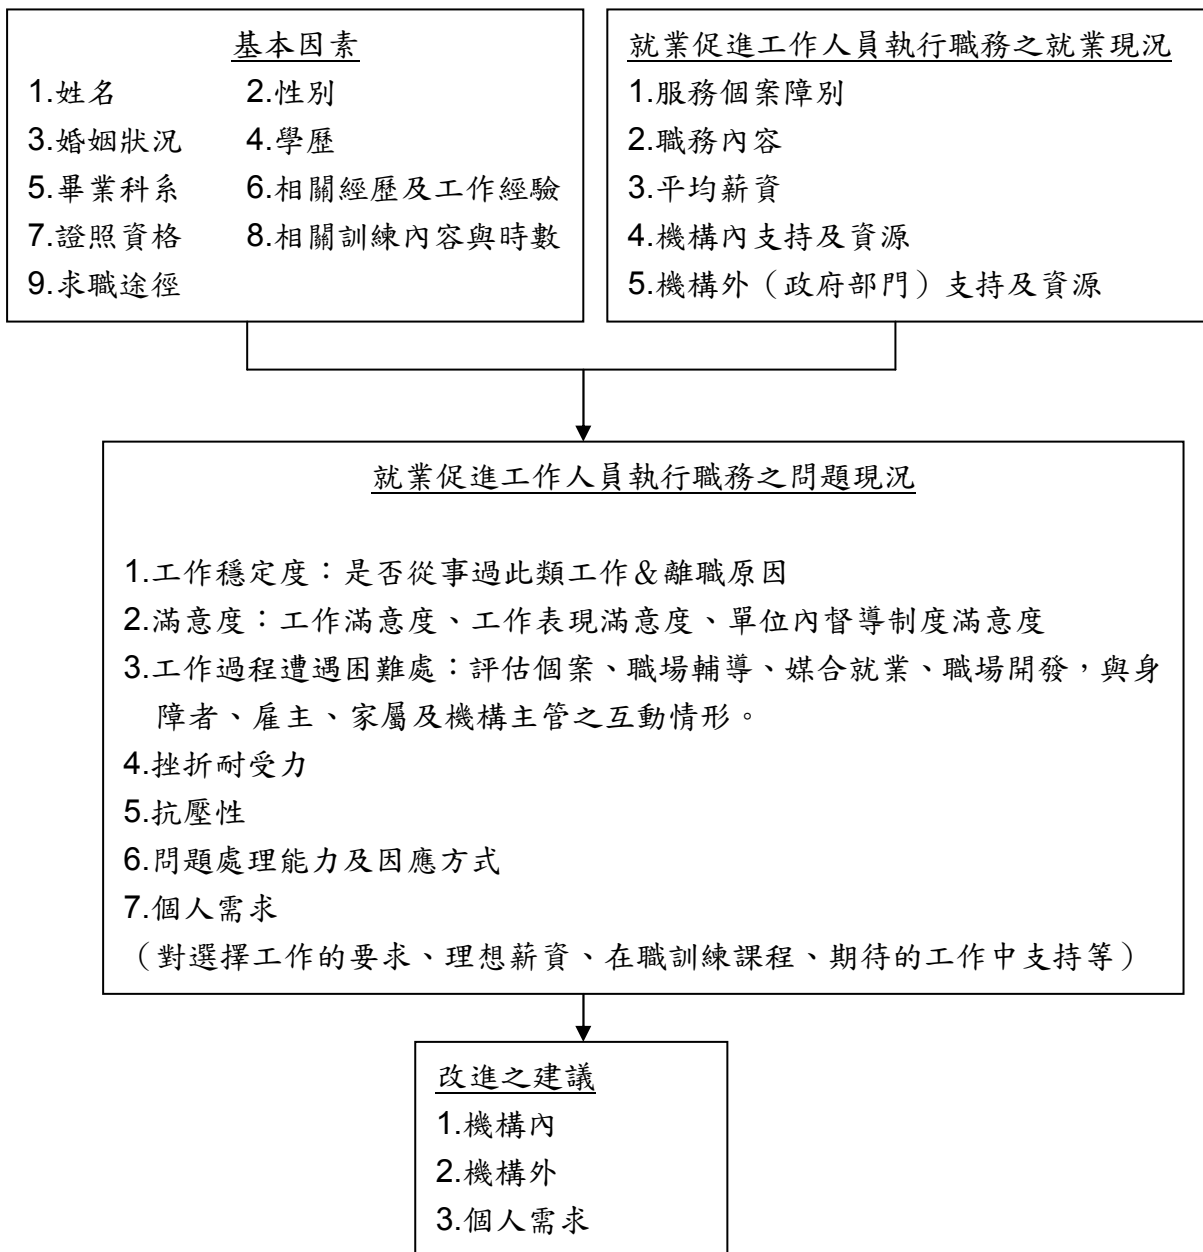 基本因素
1.姓名 2.性別
3.婚姻狀況 4.學歷
5.畢業科系 6.相關經歷及工作經驗
7.證照資格 8.相關訓練內容與時數
9.求職途徑
就業促進工作人員執行職務之就業現況
1.服務個案障別
2.職務內容
3.平均薪資
4.機構內支持及資源
5.機構外（政府部門）支持及資源
就業促進工作人員執行職務之問題現況
1.工作穩定度：是否從事過此類工作＆離職原因
2.滿意度：工作滿意度、工作表現滿意度、單位內督導制度滿意度
3.工作過程遭遇困難處：評估個案、職場輔導、媒合就業、職場開發，與身
障者、雇主、家屬及機構主管之互動情形。
4.挫折耐受力
5.抗壓性
6.問題處理能力及因應方式
7.個人需求
（對選擇工作的要求、理想薪資、在職訓練課程、期待的工作中支持等）
改進之建議
1.機構內
2.機構外
3.個人需求